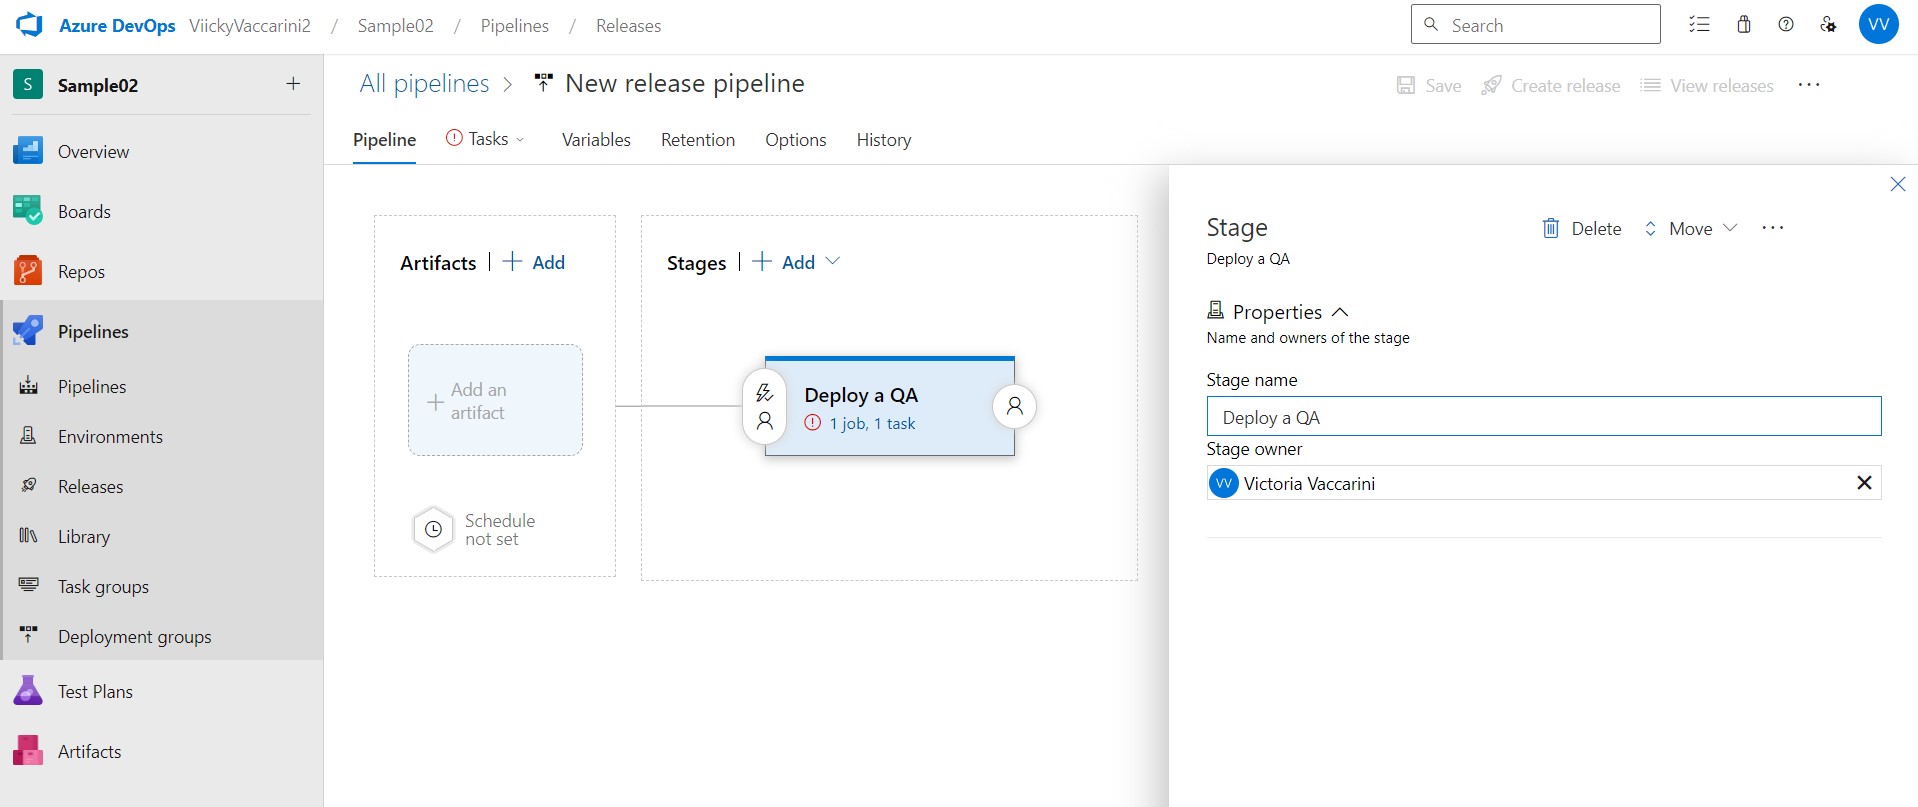 Azure DevOps ViickyVaccarini2 / Sample02 / Pipelines / Releases
Search
VV
S Sample02
Overview
Boards
Repos
Pipelines
Pipelines
Environments
Releases
Library
Task groups
Deployment groups
Test Plans
Artifacts
All pipelines > New release pipeline
Save Create release View releases ...
Pipeline Tasks Variables Retention Options History
Artifacts | + Add
Add an
artifact
Schedule
not set
Stages | + Add
Deploy a QA
1 job, 1 task
Stage
Delete Move ...
Deploy a QA
Properties
Name and owners of the stage
Stage name
Deploy a QA
Stage owner
VV Victoria Vaccarini